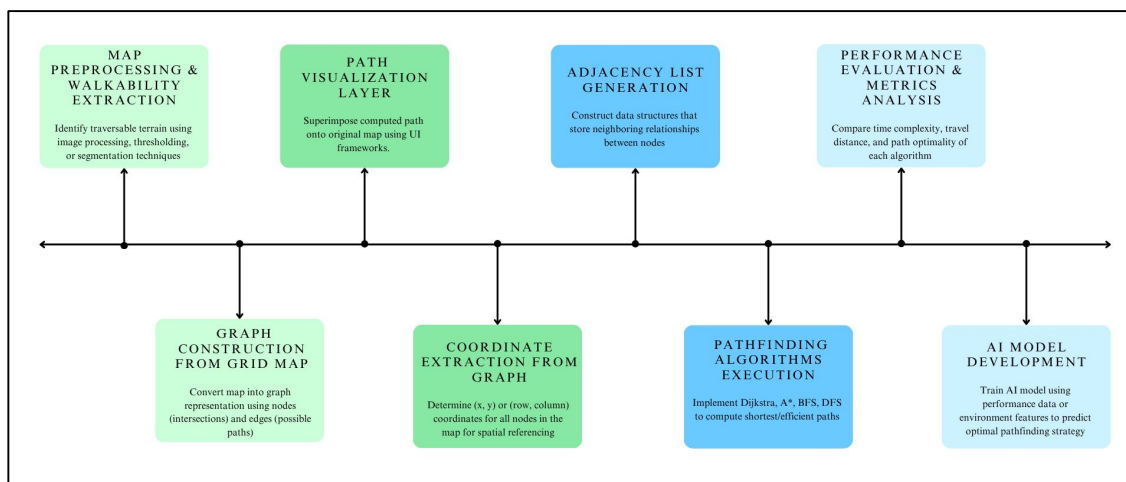 MAP
PREPROCESSING &
WALKABILITY
EXTRACTION
Identify traversable terrain using
image processing, thresholding,
or segmentation techniques
PATH
VISUALIZATION
LAYER
Superimpose computed path
onto original map using UI
frameworks.
ADJACENCY LIST
GENERATION
Construct data structures that
store neighboring relationships
between nodes
PERFORMANCE
EVALUATION &
METRICS
ANALYSIS
Compare time complexity, travel
distance, and path optimality of
each algorithm
GRAPH
CONSTRUCTION
FROM GRID MAP
Convert map into graph
representation using nodes
(intersections) and edges (possible
paths)
COORDINATE
EXTRACTION FROM
GRAPH
Determine (x, y) or (row, column)
coordinates for all nodes in the
map for spatial referencing
PATHFINDING
ALGORITHMS
EXECUTION
Implement Dijkstra, A*, BFS, DFS
to compute shortest/efficient paths
AI MODEL
DEVELOPMENT
Train AI model using
performance data or
environment features to predict
optimal pathfinding strategy